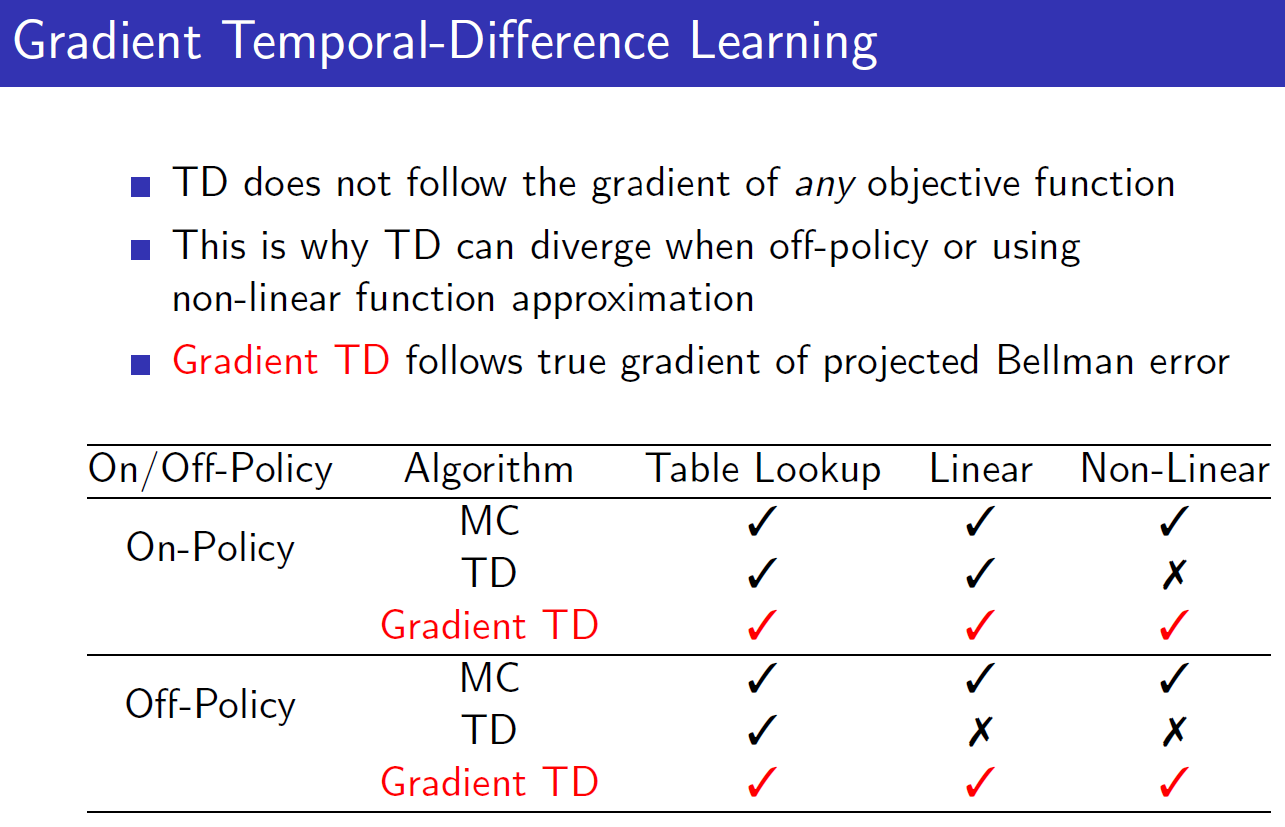 Gradient Temporal-Difference Learning
TD does not follow the gradient of any objective function
This is why TD can diverge when off-policy or using
non-linear function approximation
Gradient TD follows true gradient of projected Bellman error
On/Off-Policy Algorithm Table Lookup Linear Non-Linear
On-Policy
MC ✓ ✓ ✓
TD ✓ ✓ ✗
Gradient TD ✓ ✓ ✓
Off-Policy
MC ✓ ✓ ✓
TD ✓ ✗ ✗
Gradient TD ✓ ✓ ✓